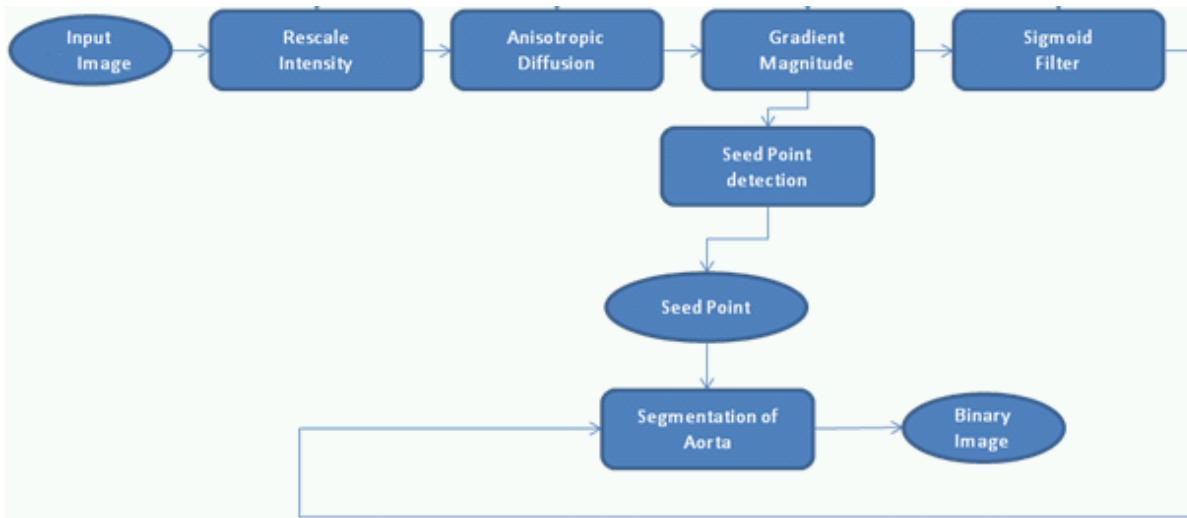 Input
Image
Rescale
Intensity
Anisotropic
Diffusion
Gradient
Magnitude
Sigmoid
Filter
Seed Point
detection
Seed Point
Segmentation of
Aorta
Binary
Image